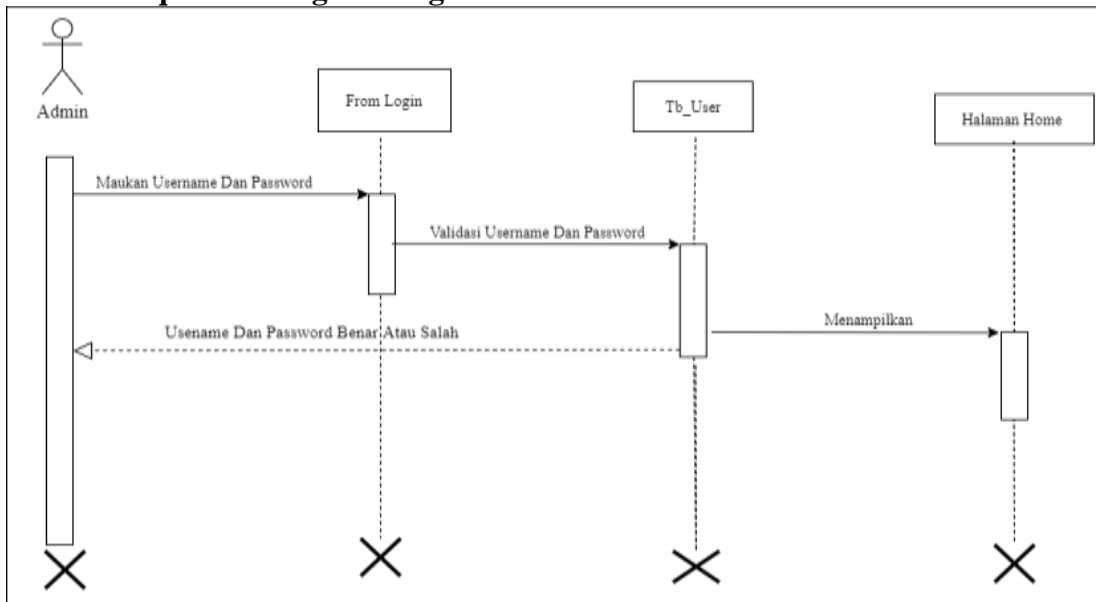 Admin
From Login
Tb_User
Halaman Home
Maukan Username Dan Password
Validasi Username Dan Password
Menampilkan
Usename Dan Password Benar Atau Salah